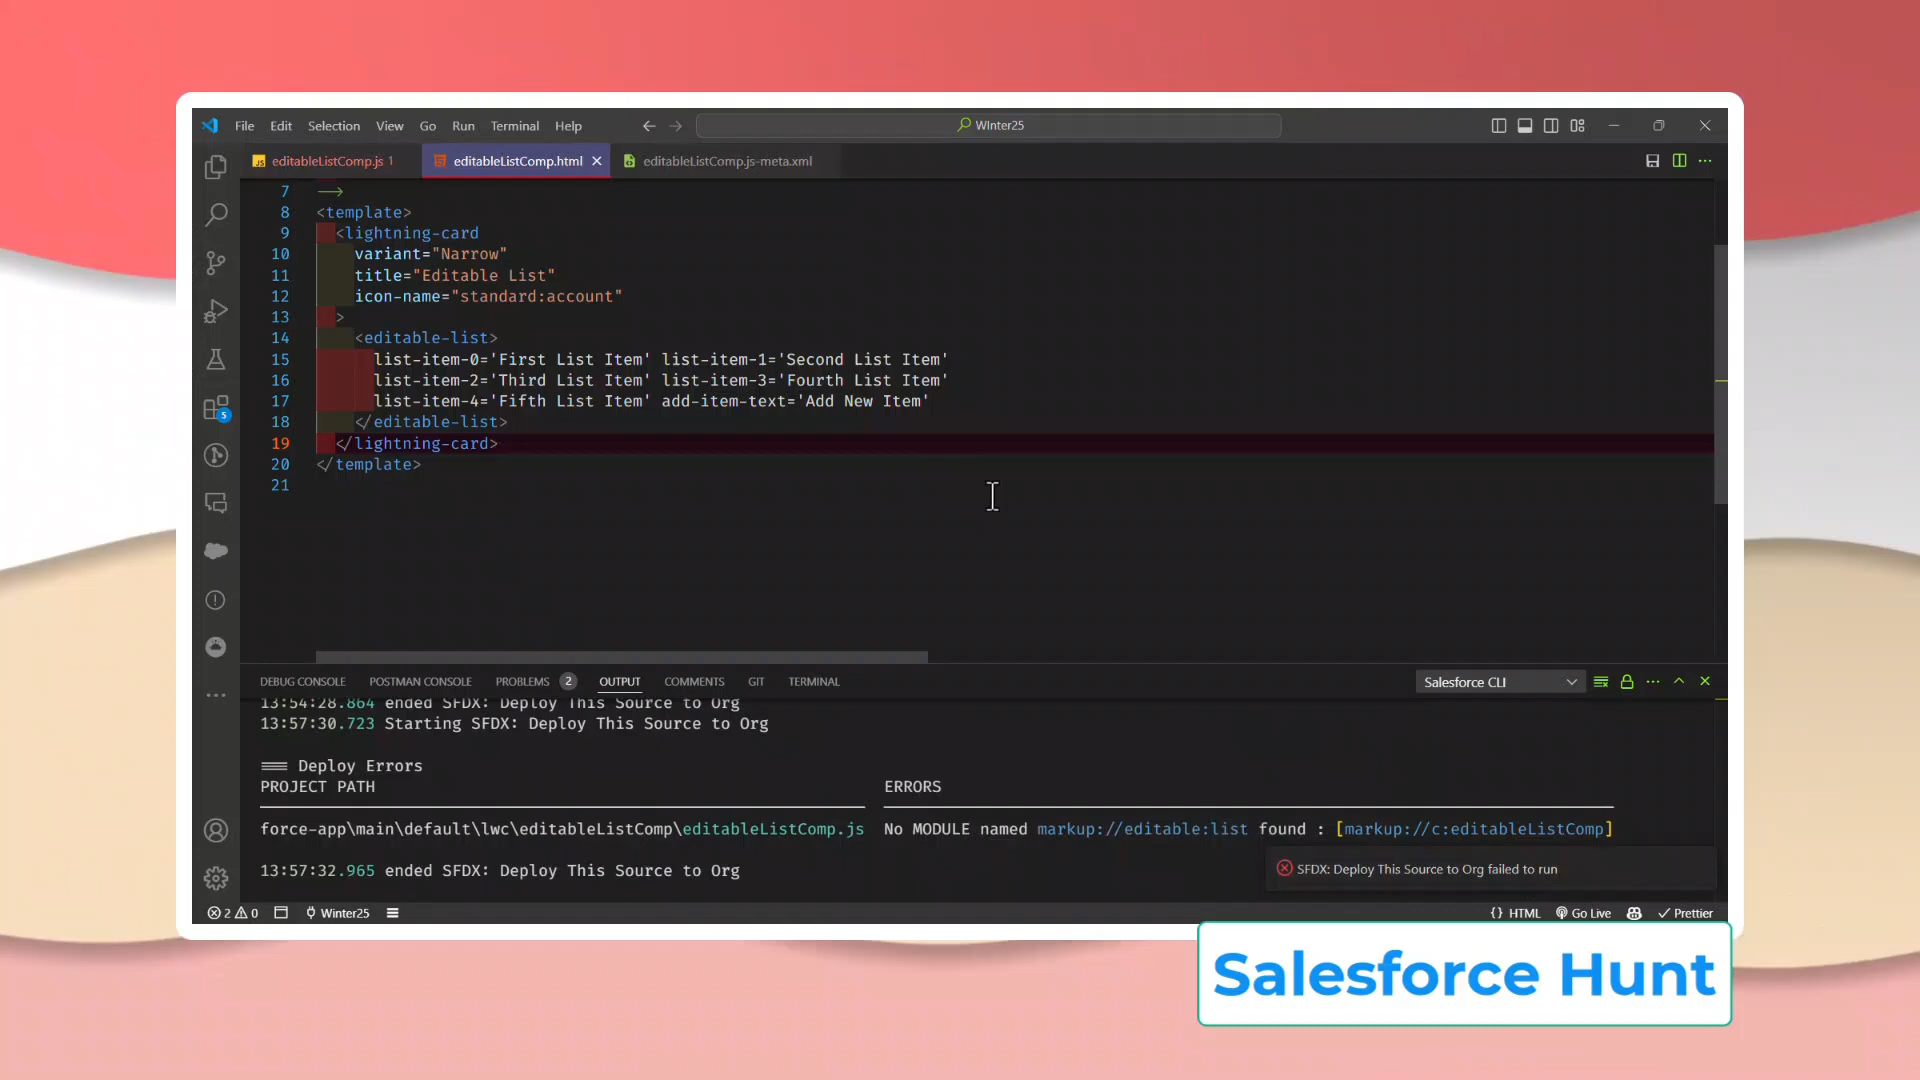 File Edit Selection View Go Run Terminal Help WInter25
editableListComp.js 1 editableListComp.html editableListComp.js-meta.xml
7 -->
8 <template>
9 <lightning-card
10 variant="Narrow"
11 title="Editable List"
12 icon-name="standard:account"
13 >
14 <editable-list>
15 list-item-0='First List Item' list-item-1='Second List Item'
16 list-item-2='Third List Item' list-item-3='Fourth List Item'
17 list-item-4='Fifth List Item' add-item-text='Add New Item'
18 </editable-list>
19 </lightning-card>
20 </template>
21
5
DEBUG CONSOLE POSTMAN CONSOLE PROBLEMS 2 OUTPUT COMMENTS GIT TERMINAL Salesforce CLI
13:54:28.864 ended SFDX: Deploy This Source to Org
13:57:30.723 Starting SFDX: Deploy This Source to Org
=== Deploy Errors
PROJECT PATH ERRORS
force-app\main\default\lwc\editableListComp\editableListComp.js No MODULE named markup://editable:list found : [markup://c:editableListComp]
13:57:32.965 ended SFDX: Deploy This Source to Org
SFDX: Deploy This Source to Org failed to run
2 0 Winter25 {} HTML Go Live Prettier
Salesforce Hunt